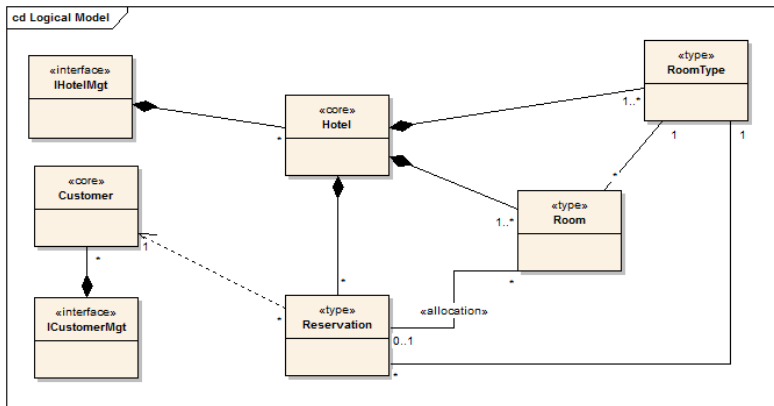 cd Logical Model
«interface»
IHotelMgt
*
«core»
Hotel
«type»
RoomType
1..*
1
1
«core»
Customer
1
*
«type»
Room
*
1..*
*
«interface»
ICustomerMgt
«type»
Reservation
*
*
0..1
*
«allocation»